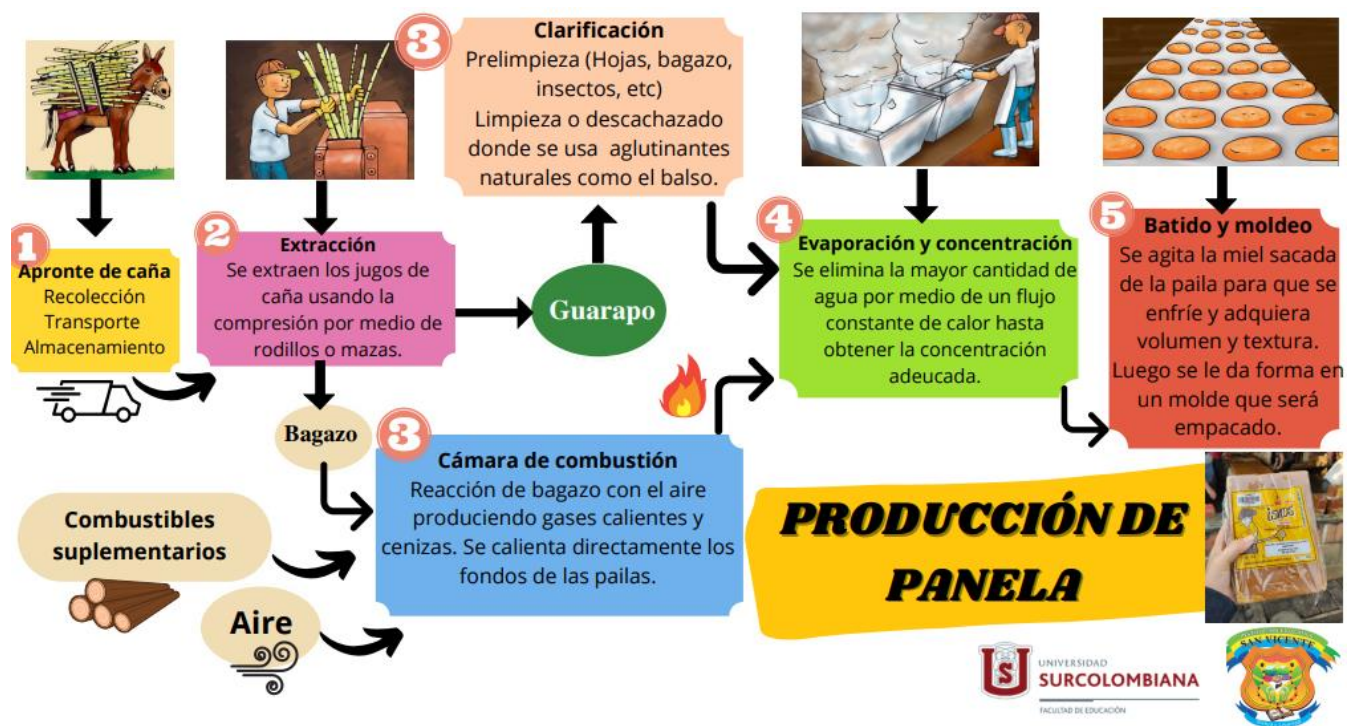 1
Apronte de caña
Recolección
Transporte
Almacenamiento
2
Extracción
Se extraen los jugos de
caña usando la
compresión por medio de
rodillos o mazas.
Guarapo
3
Clarificación
Prelimpieza (Hojas, bagazo,
insectos, etc)
Limpieza o descachazado
donde se usa aglutinantes
naturales como el balso.
Bagazo
Combustibles
suplementarios
Aire
3
Cámara de combustión
Reacción de bagazo con el aire
produciendo gases calientes y
cenizas. Se calienta directamente los
fondos de las pailas.
4
Evaporación y concentración
Se elimina la mayor cantidad de
agua por medio de un flujo
constante de calor hasta
obtener la concentración
adeucada.
5
Batido y moldeo
Se agita la miel sacada
de la paila para que se
enfríe y adquiera
volumen y textura.
Luego se le da forma en
un molde que será
empacado.
PRODUCCIÓN DE
PANELA
UNIVERSIDAD
SURCOLOMBIANA
FACULTAD DE EDUCACIÓN
SAN VICENTE